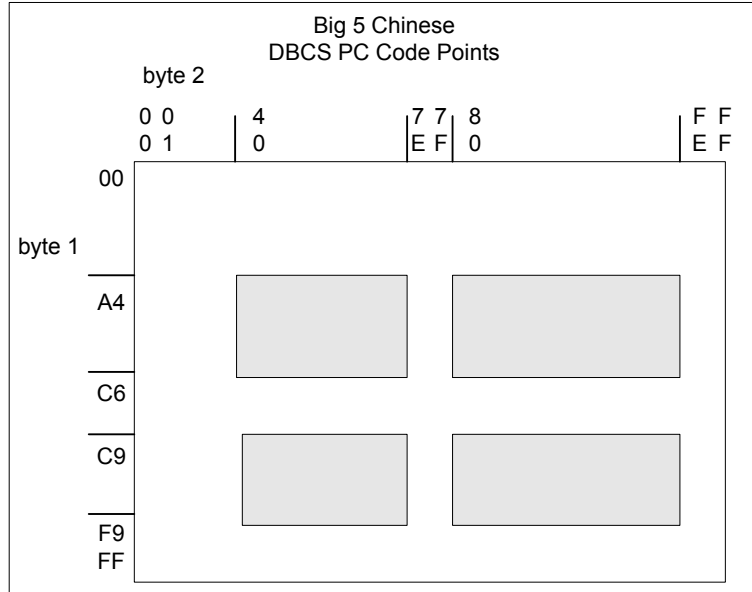 Big 5 Chinese
DBCS PC Code Points
byte 2
0 0 4 7 7 8 F F
0 1 0 E F 0 E F
00
byte 1
A4
C6
C9
F9
FF